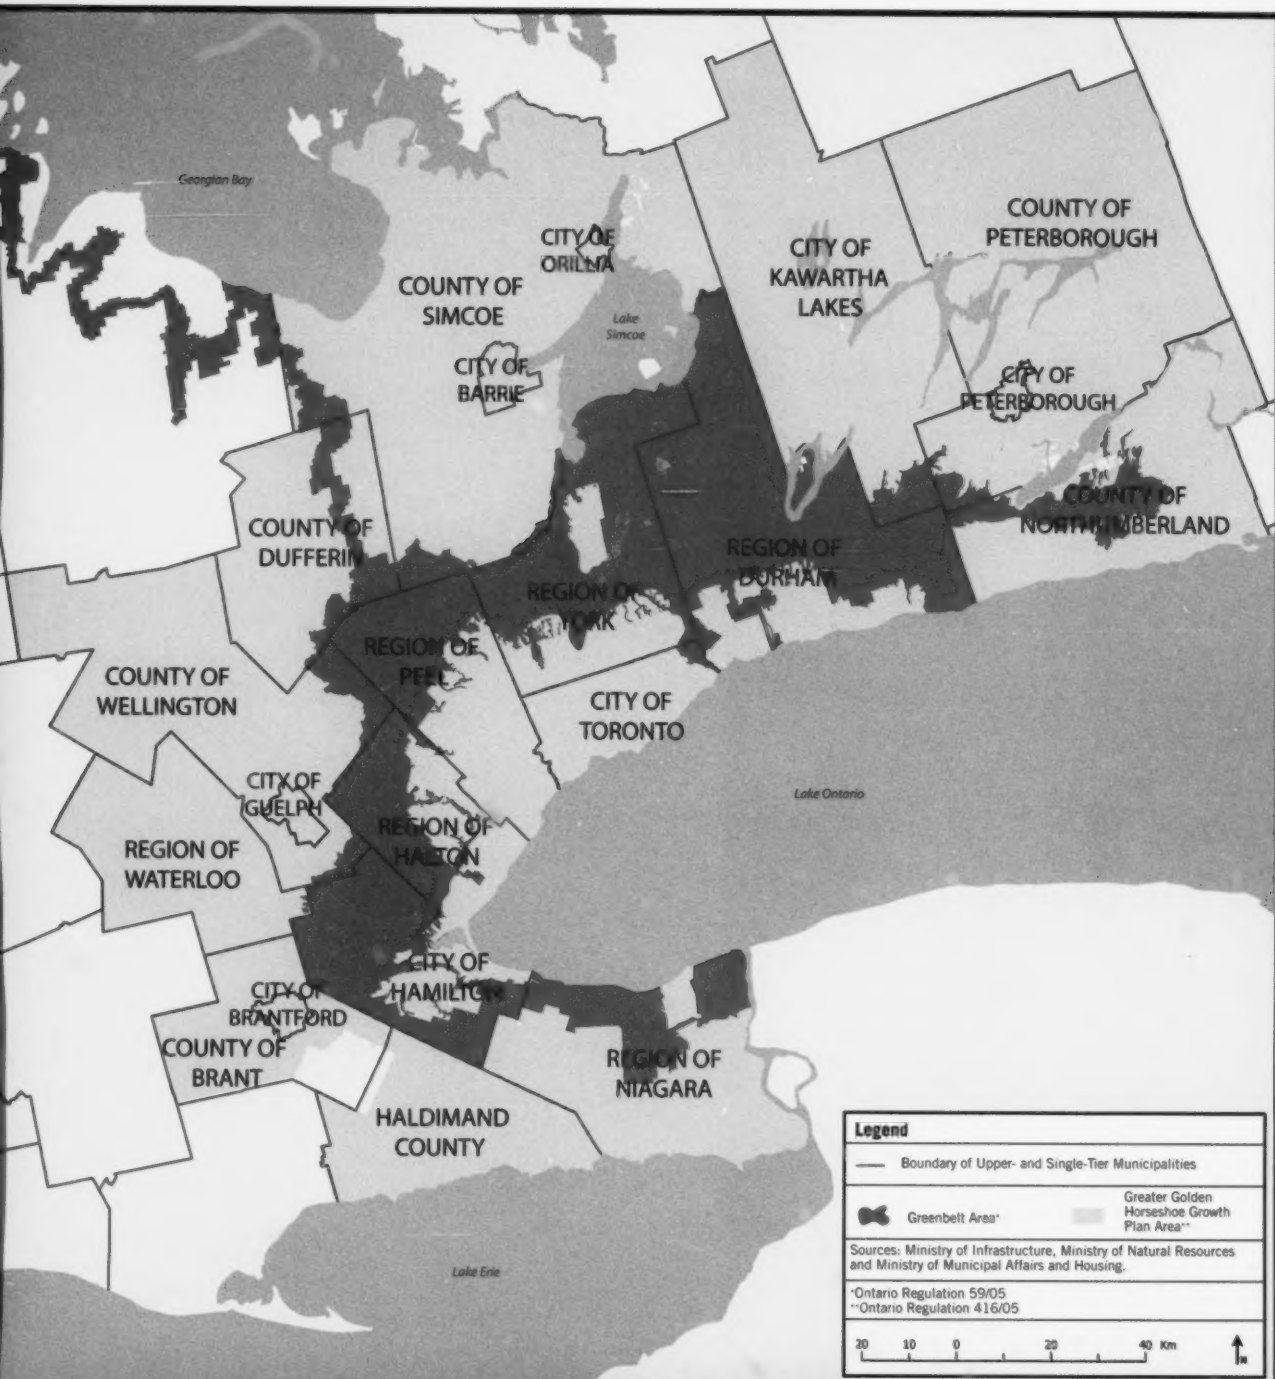 Georgian Bay
CITY OF
ORILLIA
COUNTY OF
SIMCOE
Lake
Simcoe
CITY OF
BARRIE
CITY OF
KAWARTHA
LAKES
COUNTY OF
PETERBOROUGH
CITY OF
PETERBOROUGH
COUNTY OF
NORTHUMBERLAND
COUNTY OF
DUFFERIN
REGION OF
DURHAM
REGION OF
YORK
REGION OF
PEEL
COUNTY OF
WELLINGTON
CITY OF
TORONTO
CITY OF
GUELPH
Lake Ontario
REGION OF
HALTON
REGION OF
WATERLOO
CITY OF
HAMILTON
CITY OF
BRANTFORD
COUNTY OF
BRANT
REGION OF
NIAGARA
HALDIMAND
COUNTY
Lake Erie
Legend
Boundary of Upper- and Single-Tier Municipalities
Greenbelt Area*
Greater Golden
Horseshoe Growth
Plan Area**
Sources: Ministry of Infrastructure, Ministry of Natural Resources
and Ministry of Municipal Affairs and Housing.
*Ontario Regulation 59/05
**Ontario Regulation 416/05
20 10 0 20 40 Km
N